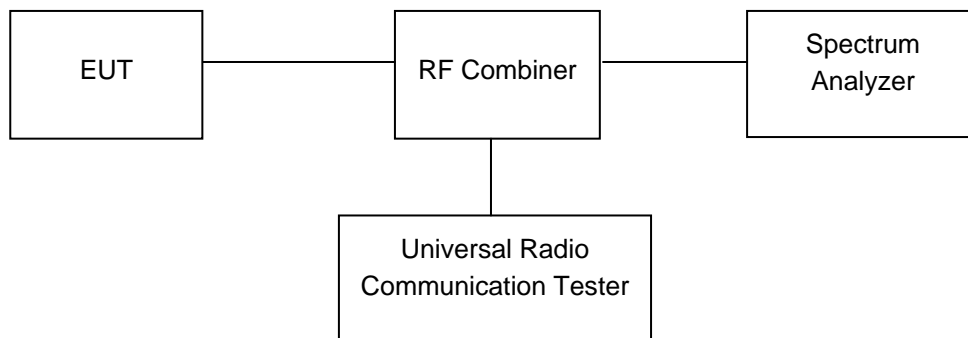 EUT
RF Combiner
Spectrum
Analyzer
Universal Radio
Communication Tester